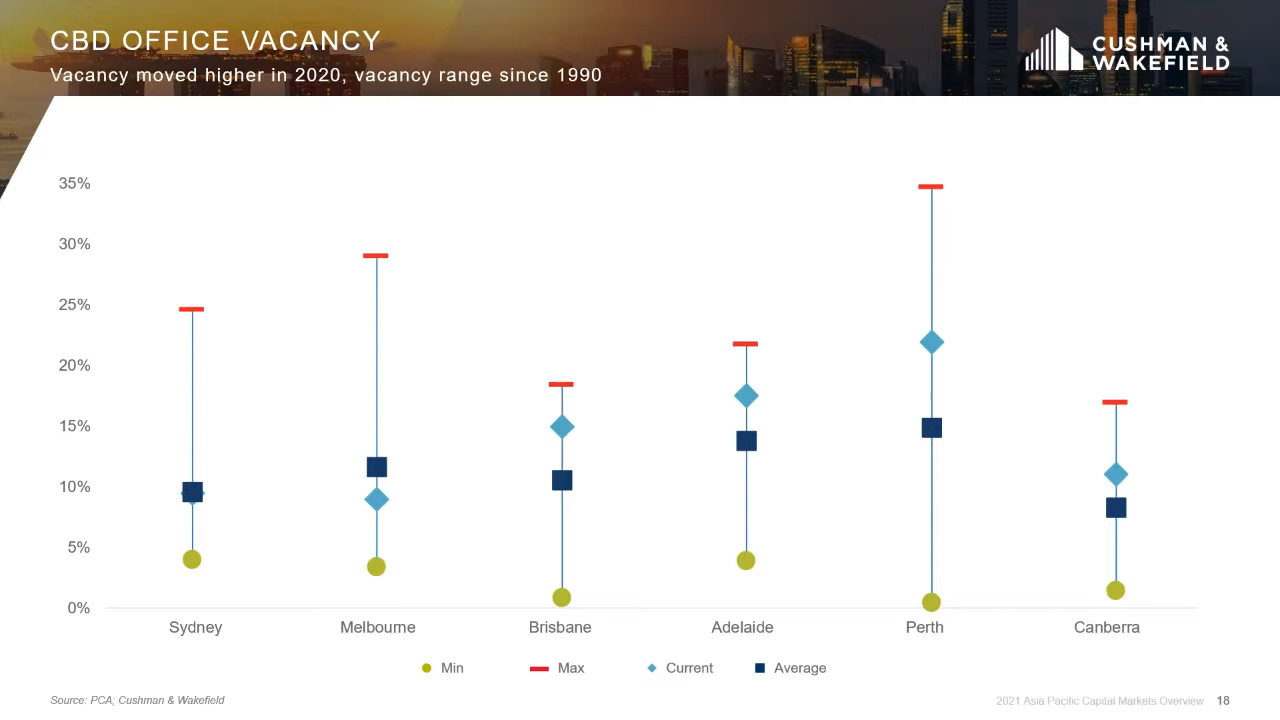 CBD OFFICE VACANCY
Vacancy moved higher in 2020, vacancy range since 1990
CUSHMAN &
WAKEFIELD
35%
30%
25%
20%
15%
10%
5%
0%
Sydney Melbourne Brisbane Adelaide Perth Canberra
Min Max Current Average
Source: PCA; Cushman & Wakefield
2021 Asia Pacific Capital Markets Overview 18